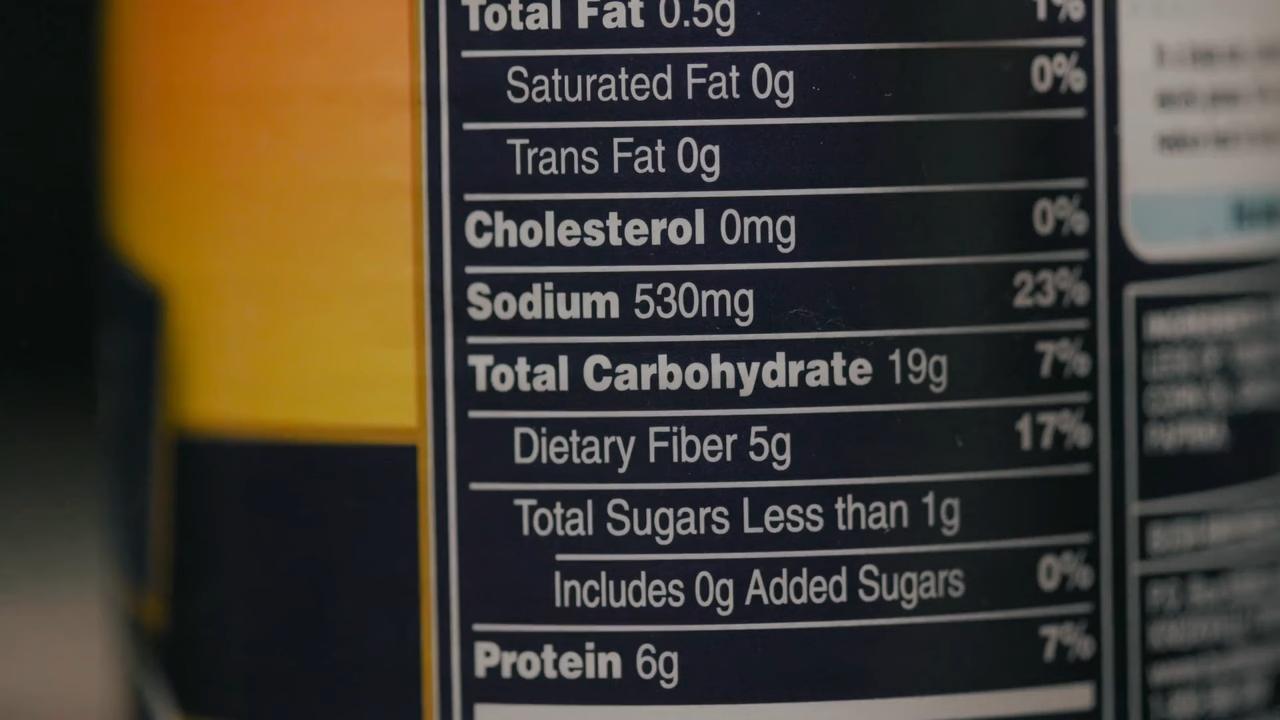 Total Fat 0.5g 1%
Saturated Fat 0g 0%
Trans Fat 0g
Cholesterol 0mg 0%
Sodium 530mg 23%
Total Carbohydrate 19g 7%
Dietary Fiber 5g 17%
Total Sugars Less than 1g
Includes 0g Added Sugars 0%
Protein 6g 7%